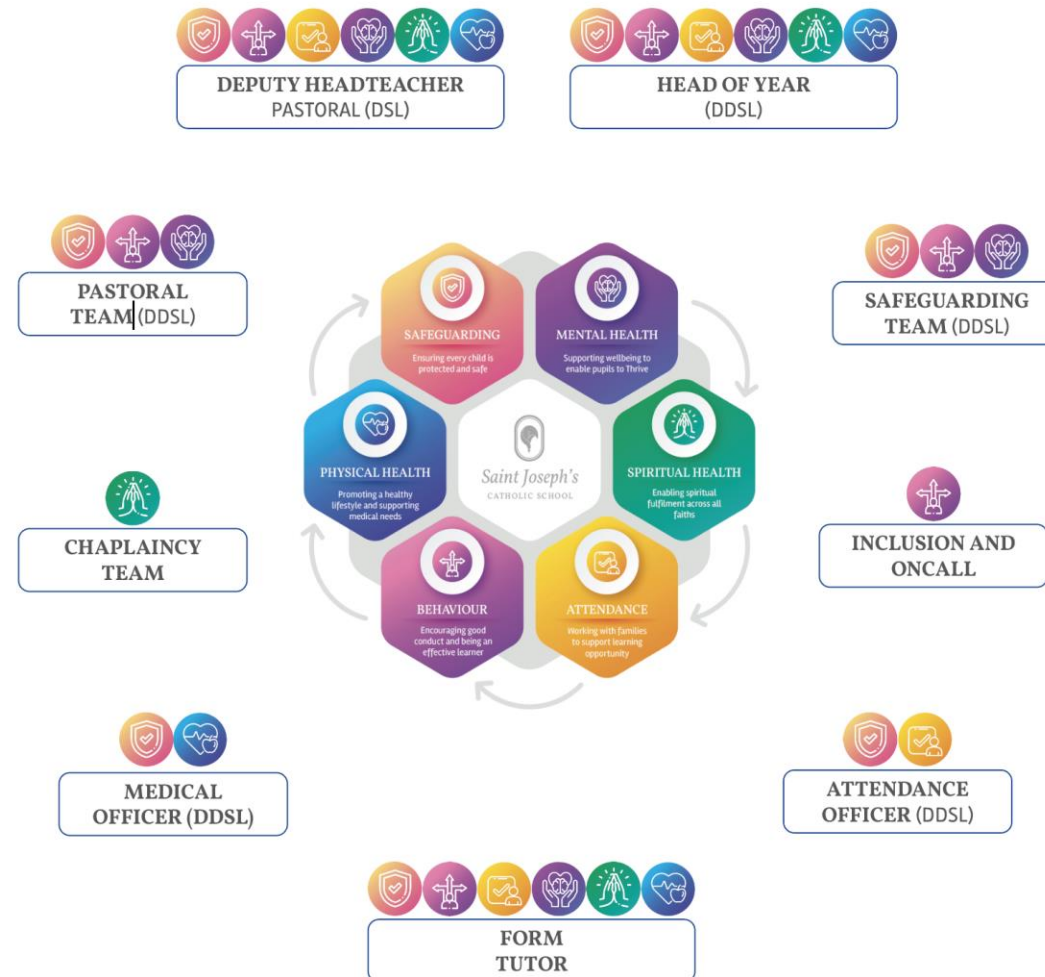 DEPUTY HEADTEACHER
PASTORAL (DSL)
HEAD OF YEAR
(DDSL)
PASTORAL
TEAM (DDSL)
SAFEGUARDING
TEAM (DDSL)
SAFEGUARDING
Ensuring every child is
protected and safe
MENTAL HEALTH
Supporting wellbeing to
enable pupils to Thrive
PHYSICAL HEALTH
Promoting a healthy
lifestyle and supporting
medical needs
Saint Joseph's
CATHOLIC SCHOOL
SPIRITUAL HEALTH
Enabling spiritual
fulfilment across all
faiths
CHAPLAINCY
TEAM
INCLUSION AND
ONCALL
BEHAVIOUR
Encouraging good
conduct and being an
effective learner
ATTENDANCE
Working with families
to support learning
opportunity
MEDICAL
OFFICER (DDSL)
ATTENDANCE
OFFICER (DDSL)
FORM
TUTOR